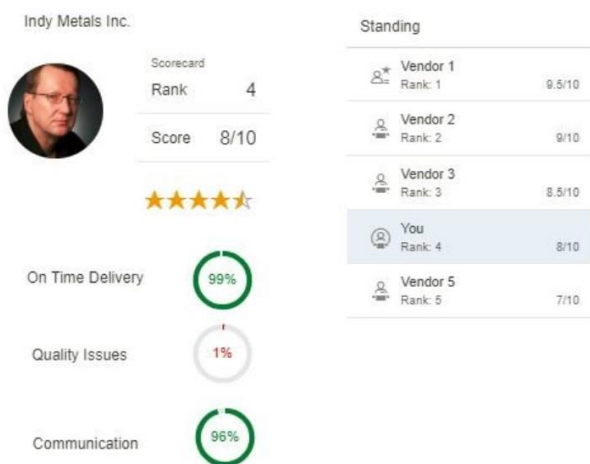 Indy Metals Inc.
Scorecard
Rank 4
Score 8/10
On Time Delivery 99%
Quality Issues 1%
Communication 96%
Standing
Vendor 1
Rank: 1 9.5/10
Vendor 2
Rank: 2 9/10
Vendor 3
Rank: 3 8.5/10
You
Rank: 4 8/10
Vendor 5
Rank: 5 7/10